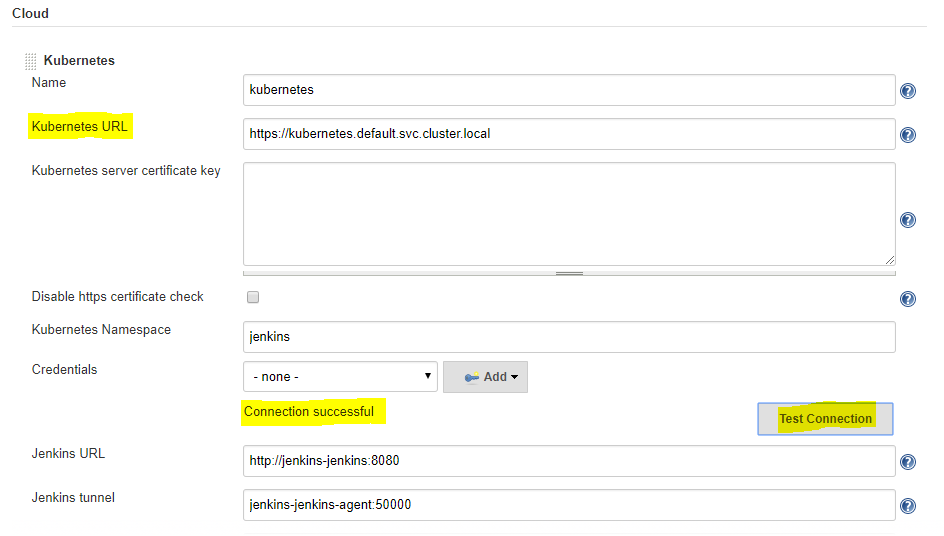 Cloud
Kubernetes
Name
kubernetes
Kubernetes URL
https://kubernetes.default.svc.cluster.local
Kubernetes server certificate key
Disable https certificate check
Kubernetes Namespace
jenkins
Credentials
- none -
Add
Connection successful
Test Connection
Jenkins URL
http://jenkins-jenkins:8080
Jenkins tunnel
jenkins-jenkins-agent:50000